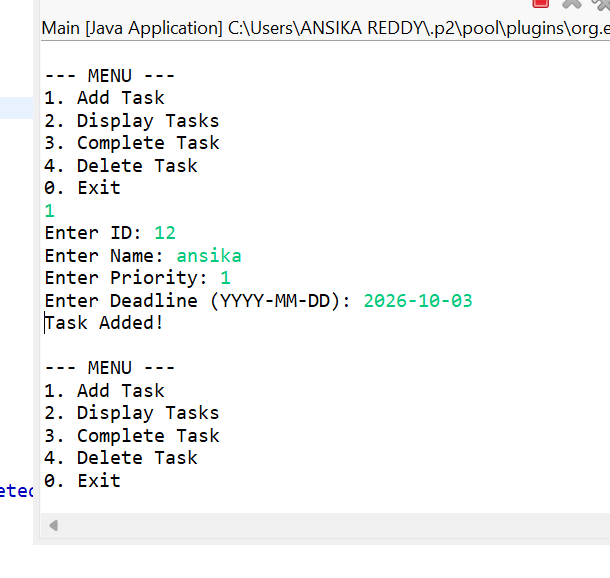 Main [Java Application] C:\Users\ANSIKA REDDY\.p2\pool\plugins\org.e
--- MENU ---
1. Add Task
2. Display Tasks
3. Complete Task
4. Delete Task
0. Exit
1
Enter ID: 12
Enter Name: ansika
Enter Priority: 1
Enter Deadline (YYYY-MM-DD): 2026-10-03
Task Added!
--- MENU ---
1. Add Task
2. Display Tasks
3. Complete Task
4. Delete Task
0. Exit
eted